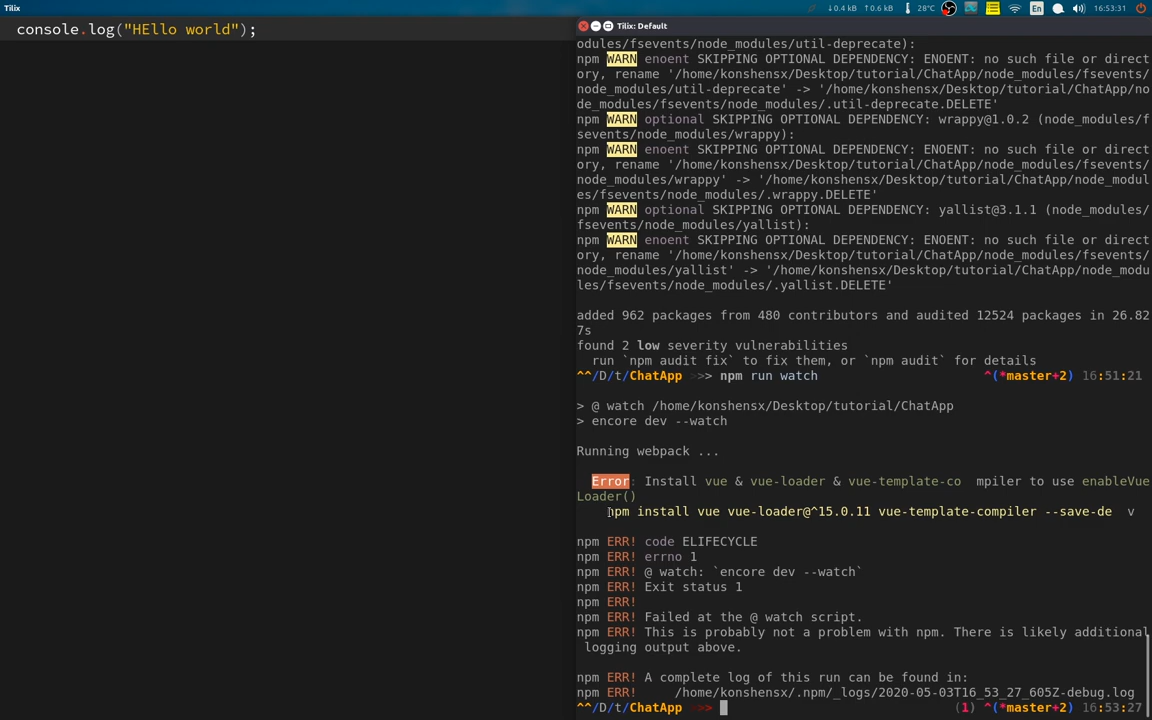 Tilix
↓0.4 kB ↑0.6 kB 28°C En 16:53:31
console.log("HEllo world");
Tilix: Default
odules/fsevents/node_modules/util-deprecate):
npm WARN enoent SKIPPING OPTIONAL DEPENDENCY: ENOENT: no such file or direct
ory, rename '/home/konshensx/Desktop/tutorial/ChatApp/node_modules/fsevents/
node_modules/util-deprecate' -> '/home/konshensx/Desktop/tutorial/ChatApp/no
de_modules/fsevents/node_modules/.util-deprecate.DELETE'
npm WARN optional SKIPPING OPTIONAL DEPENDENCY: wrappy@1.0.2 (node_modules/f
sevents/node_modules/wrappy):
npm WARN enoent SKIPPING OPTIONAL DEPENDENCY: ENOENT: no such file or direct
ory, rename '/home/konshensx/Desktop/tutorial/ChatApp/node_modules/fsevents/
node_modules/wrappy' -> '/home/konshensx/Desktop/tutorial/ChatApp/node_modul
es/fsevents/node_modules/.wrappy.DELETE'
npm WARN optional SKIPPING OPTIONAL DEPENDENCY: yallist@3.1.1 (node_modules/
fsevents/node_modules/yallist):
npm WARN enoent SKIPPING OPTIONAL DEPENDENCY: ENOENT: no such file or direct
ory, rename '/home/konshensx/Desktop/tutorial/ChatApp/node_modules/fsevents/
node_modules/yallist' -> '/home/konshensx/Desktop/tutorial/ChatApp/node_modu
les/fsevents/node_modules/.yallist.DELETE'
added 962 packages from 480 contributors and audited 12524 packages in 26.82
7s
found 2 low severity vulnerabilities
run `npm audit fix` to fix them, or `npm audit` for details
^^/D/t/ChatApp >>> npm run watch ^(*master+2) 16:51:21
> @ watch /home/konshensx/Desktop/tutorial/ChatApp
> encore dev --watch
Running webpack ...
Error: Install vue & vue-loader & vue-template-co mpiler to use enableVue
Loader()
npm install vue vue-loader@^15.0.11 vue-template-compiler --save-de v
npm ERR! code ELIFECYCLE
npm ERR! errno 1
npm ERR! @ watch: `encore dev --watch`
npm ERR! Exit status 1
npm ERR!
npm ERR! Failed at the @ watch script.
npm ERR! This is probably not a problem with npm. There is likely additional
logging output above.
npm ERR! A complete log of this run can be found in:
npm ERR! /home/konshensx/.npm/_logs/2020-05-03T16_53_27_605Z-debug.log
^^/D/t/ChatApp >>> (1) ^(*master+2) 16:53:27